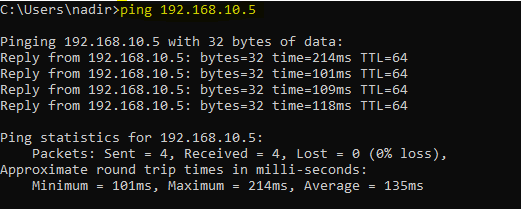 C:\Users\nadir>ping 192.168.10.5
Pinging 192.168.10.5 with 32 bytes of data:
Reply from 192.168.10.5: bytes=32 time=214ms TTL=64
Reply from 192.168.10.5: bytes=32 time=101ms TTL=64
Reply from 192.168.10.5: bytes=32 time=109ms TTL=64
Reply from 192.168.10.5: bytes=32 time=118ms TTL=64
Ping statistics for 192.168.10.5:
    Packets: Sent = 4, Received = 4, Lost = 0 (0% loss),
Approximate round trip times in milli-seconds:
    Minimum = 101ms, Maximum = 214ms, Average = 135ms